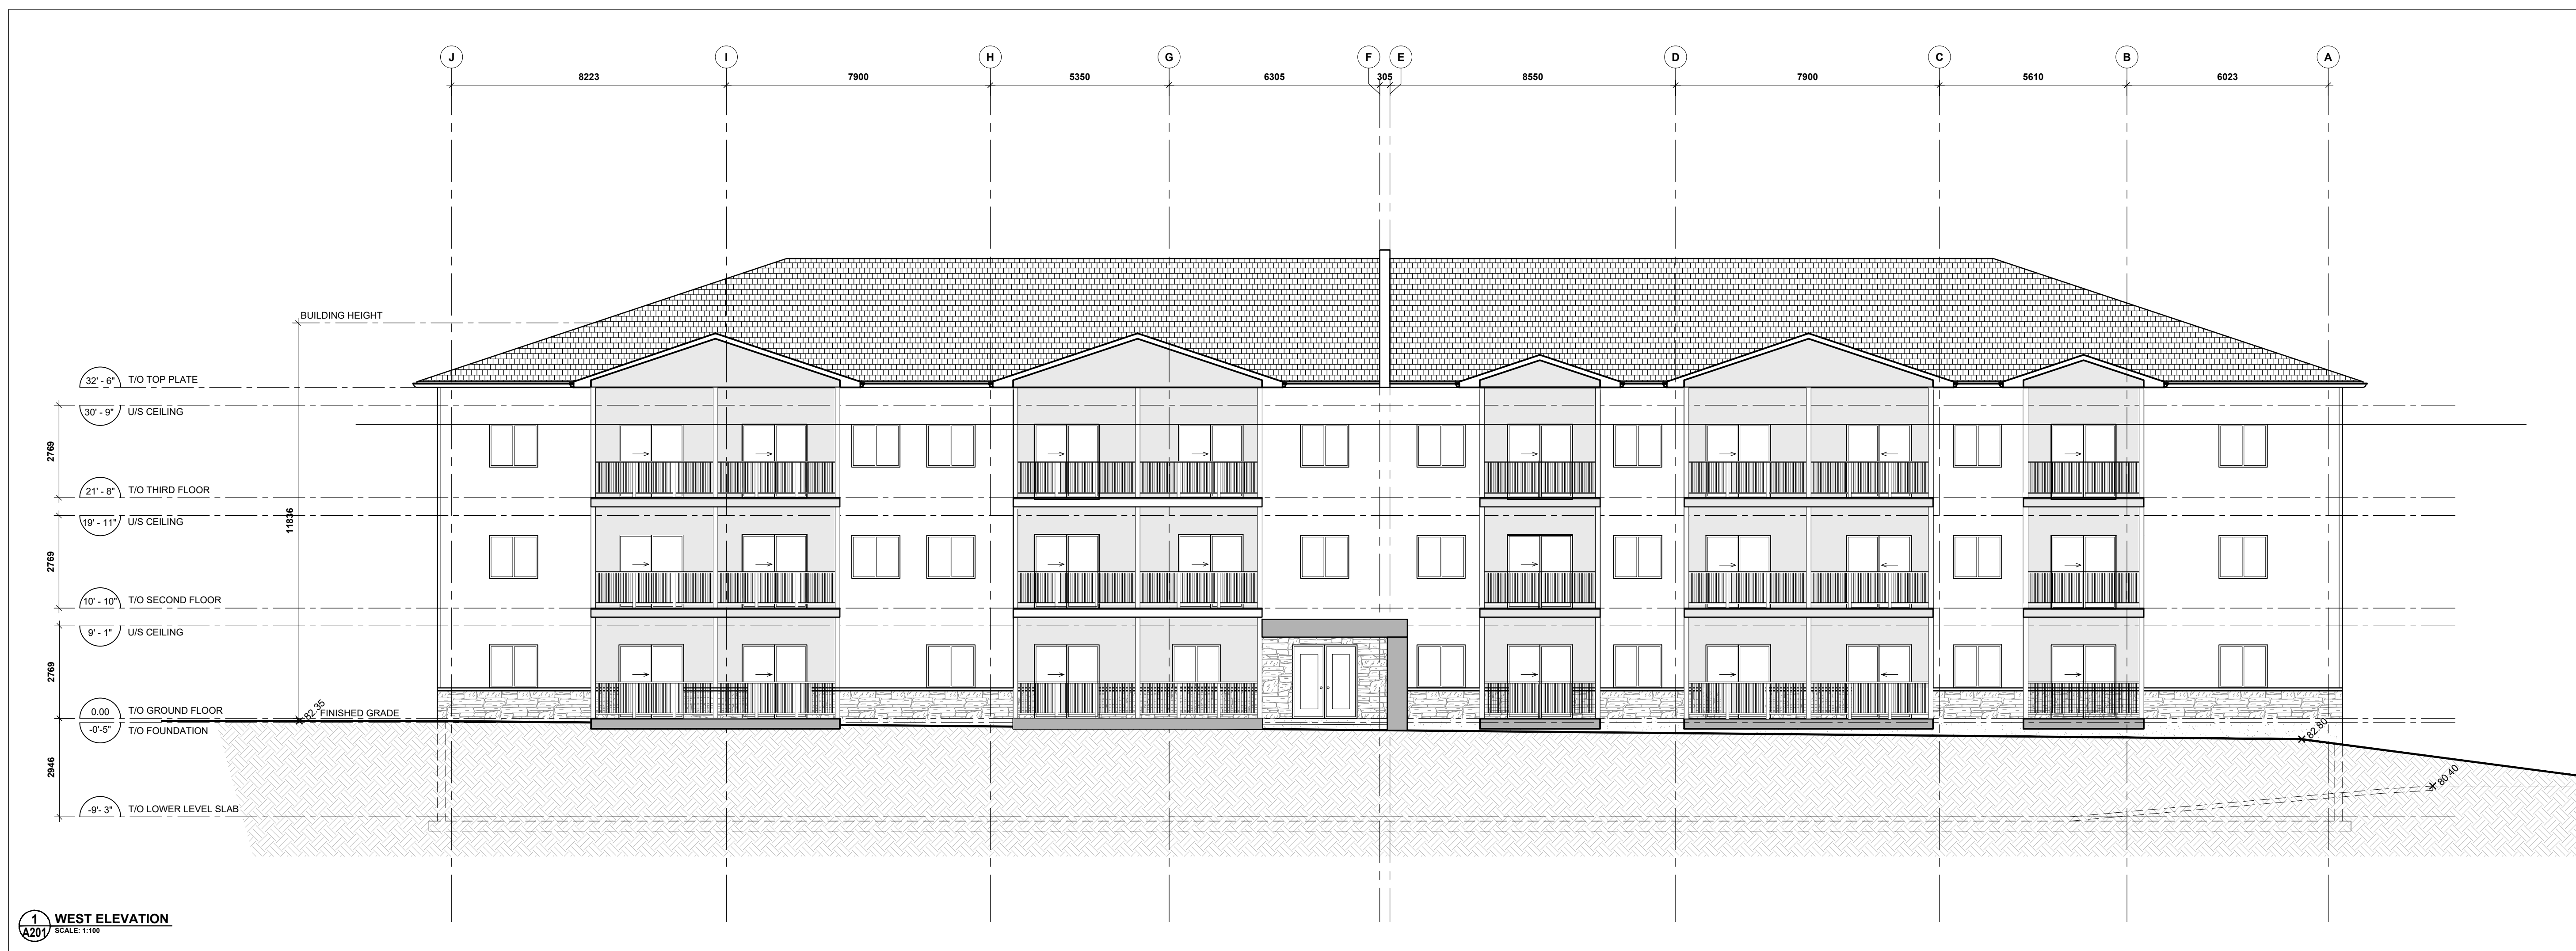 J I H G F E D C B A
8223 7900 5350 6305 305 8550 7900 5610 6023
BUILDING HEIGHT
32' - 6" T/O TOP PLATE
30' - 9" U/S CEILING
2769
21' - 8" T/O THIRD FLOOR
11836
19' - 11" U/S CEILING
2769
10' - 10" T/O SECOND FLOOR
9' - 1" U/S CEILING
2769
0.00 T/O GROUND FLOOR
82.35 FINISHED GRADE
-0'-5" T/O FOUNDATION
82.80
2946
80.40
-9'- 3" T/O LOWER LEVEL SLAB
1
A201
WEST ELEVATION
SCALE: 1:100